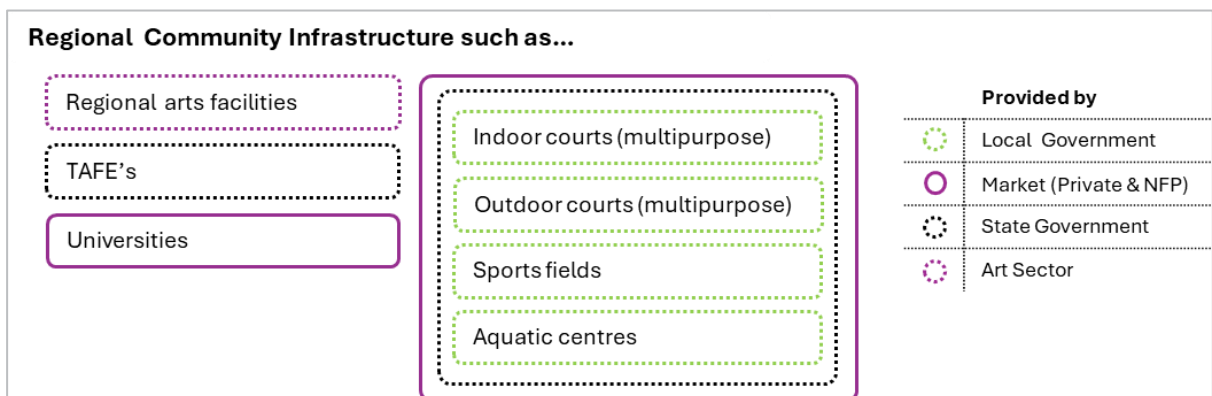 Regional Community Infrastructure such as...
Regional arts facilities
TAFE's
Universities
Indoor courts (multipurpose)
Outdoor courts (multipurpose)
Sports fields
Aquatic centres
Provided by
Local Government
Market (Private & NFP)
State Government
Art Sector